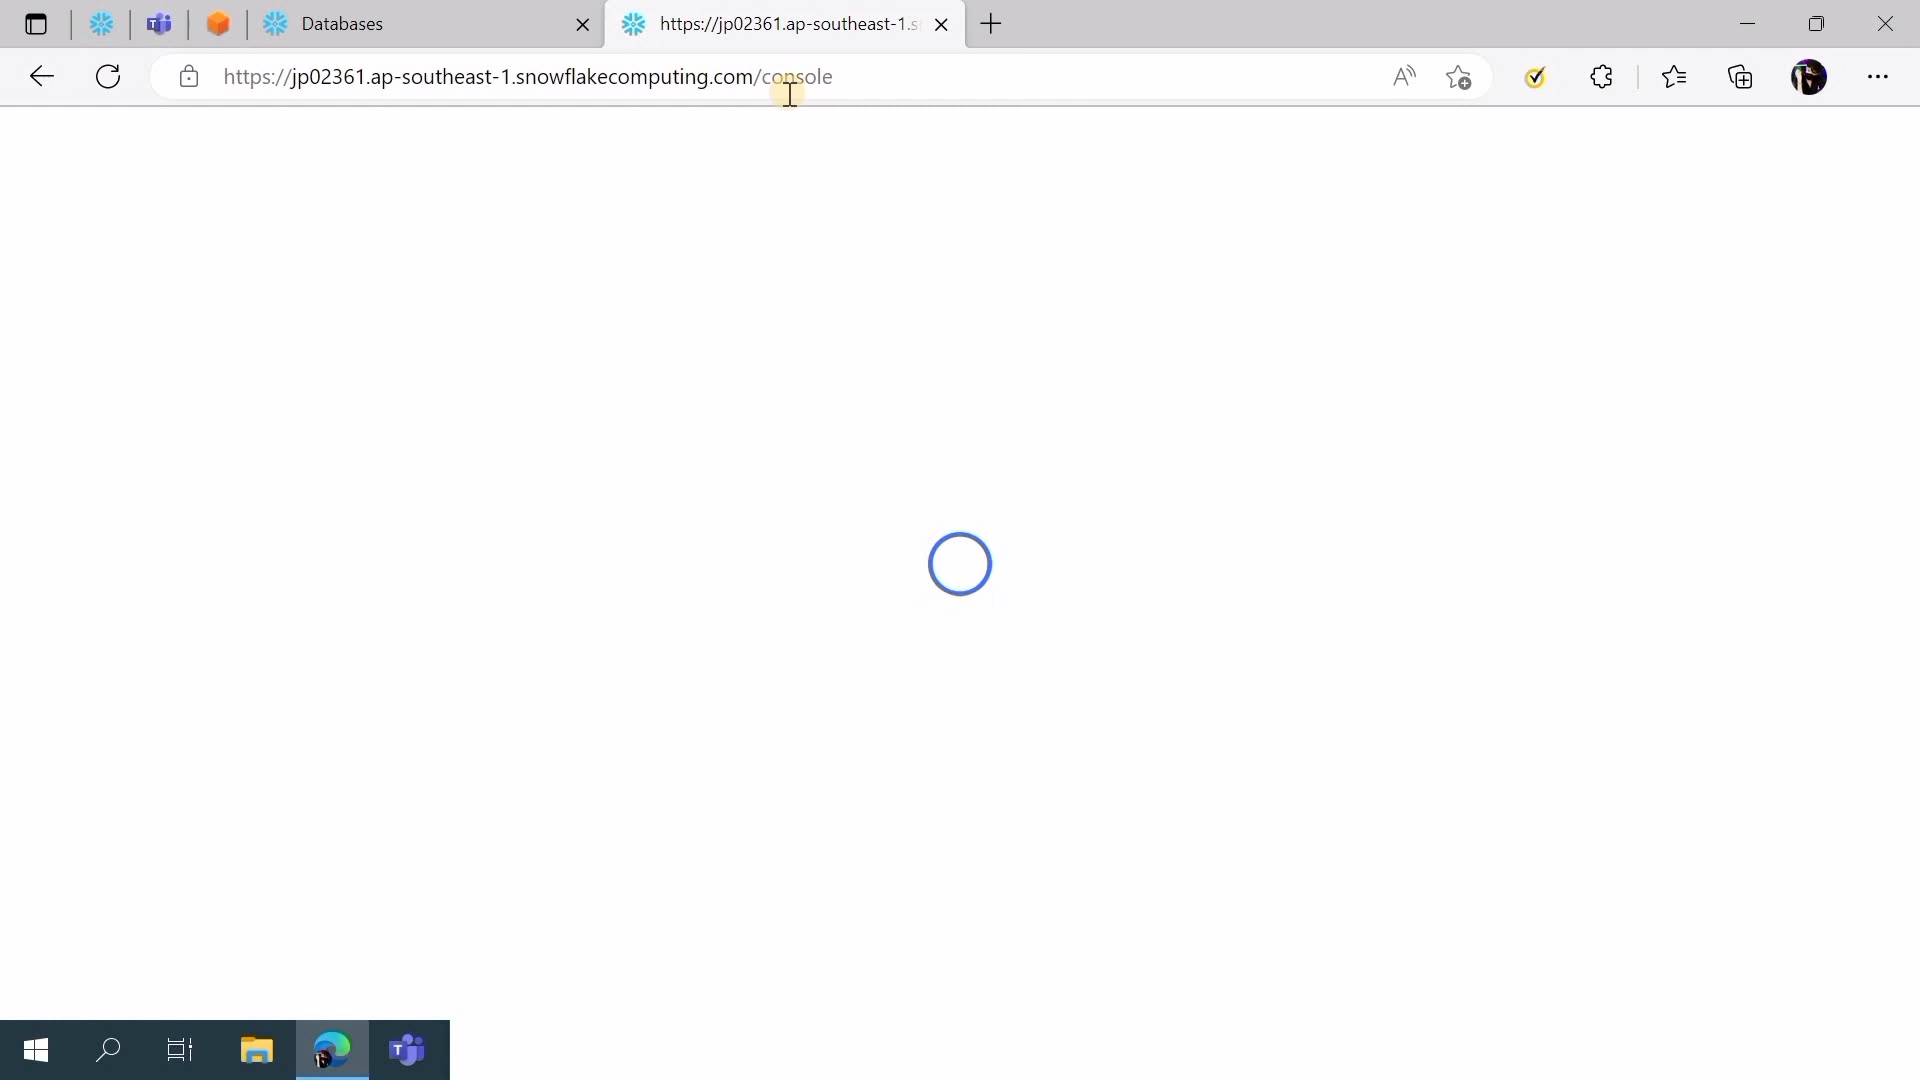 Databases
https://jp02361.ap-southeast-1.s
https://jp02361.ap-southeast-1.snowflakecomputing.com/console